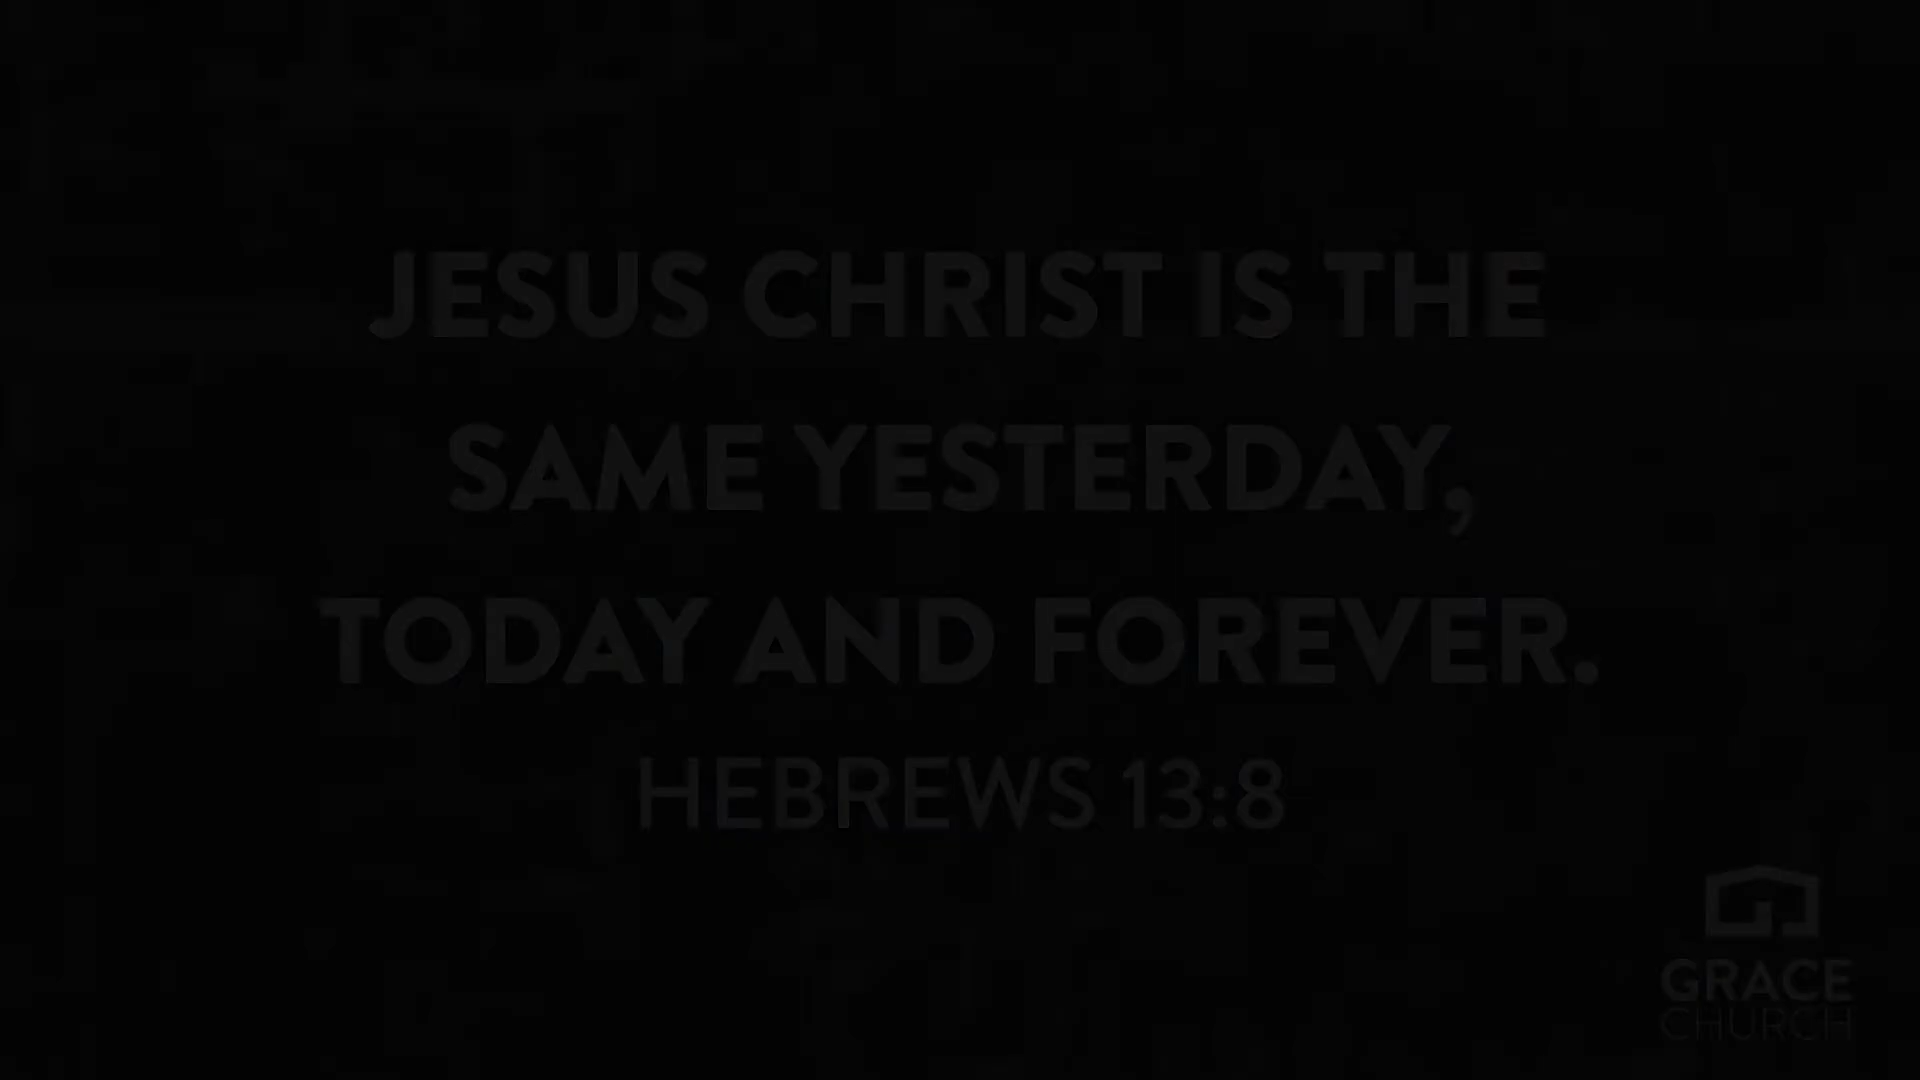 JESUS CHRIST IS THE
SAME YESTERDAY,
TODAY AND FOREVER.
HEBREWS 13:8
GRACE
CHURCH